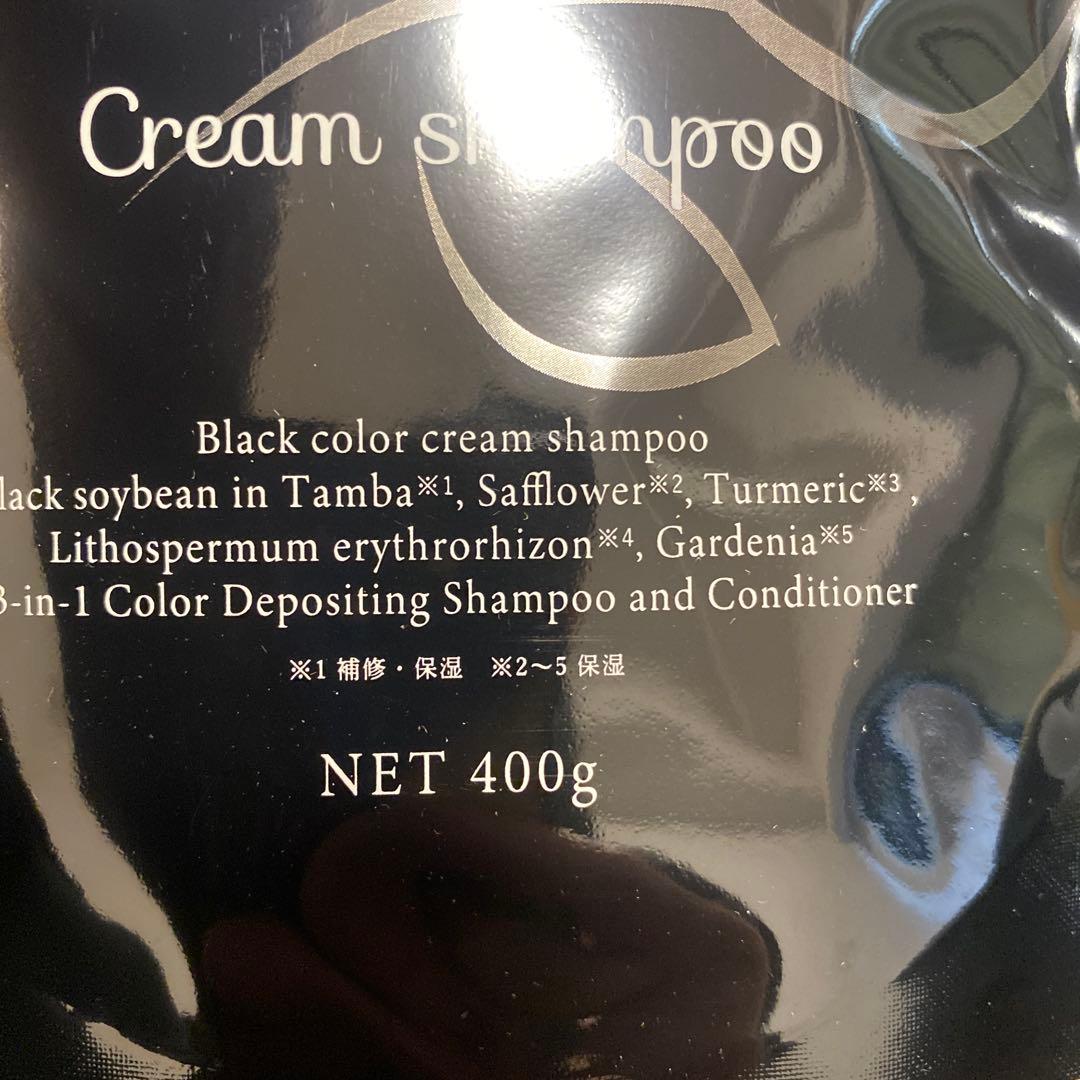 Cream shampoo
Black color cream shampoo
lack soybean in Tamba※1, Safflower※2, Turmeric※3 ,
Lithospermum erythrorhizon※4, Gardenia※5
3-in-1 Color Depositing Shampoo and Conditioner
※1 補修・保湿 ※2〜5 保湿
NET 400g